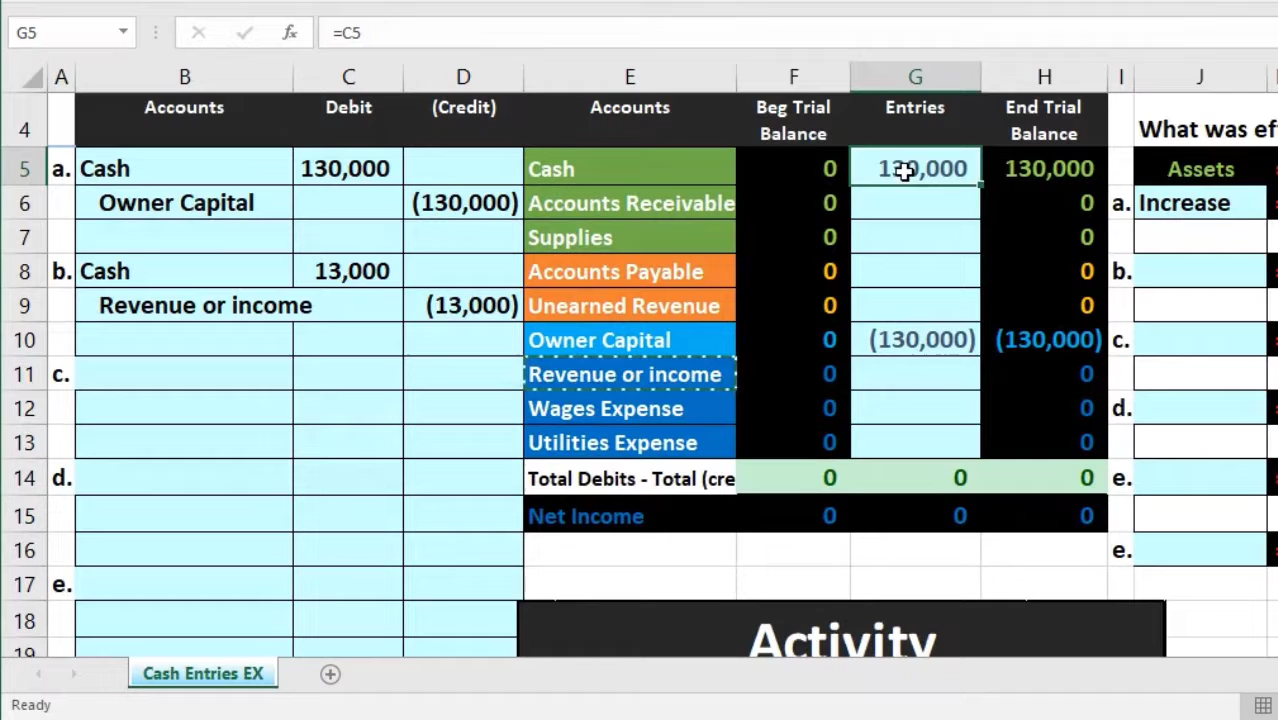 G5 fx =C5
A B C D E F G H I J
4 Accounts Debit (Credit) Accounts Beg Trial Balance Entries End Trial Balance What was ef
5 a. Cash 130,000 Cash 0 130,000 130,000 Assets
6 Owner Capital (130,000) Accounts Receivable 0 0 a. Increase
7 Supplies 0 0
8 b. Cash 13,000 Accounts Payable 0 0 b.
9 Revenue or income (13,000) Unearned Revenue 0 0
10 Owner Capital 0 (130,000) (130,000) c.
11 c. Revenue or income 0 0
12 Wages Expense 0 0 d.
13 Utilities Expense 0 0
14 d. Total Debits - Total (cre 0 0 0 e.
15 Net Income 0 0 0
16 e.
17 e.
18 Activity
19
Cash Entries EX
Ready